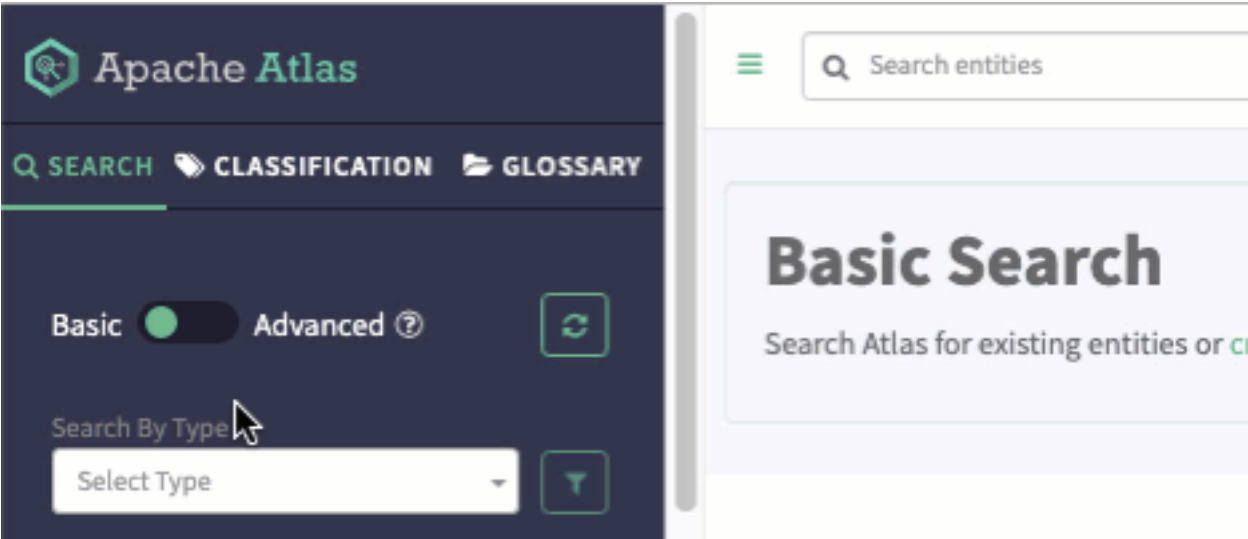 Apache Atlas
Search entities
SEARCH CLASSIFICATION GLOSSARY
Basic Search
Basic Advanced
Search Atlas for existing entities or
Search By Type
Select Type